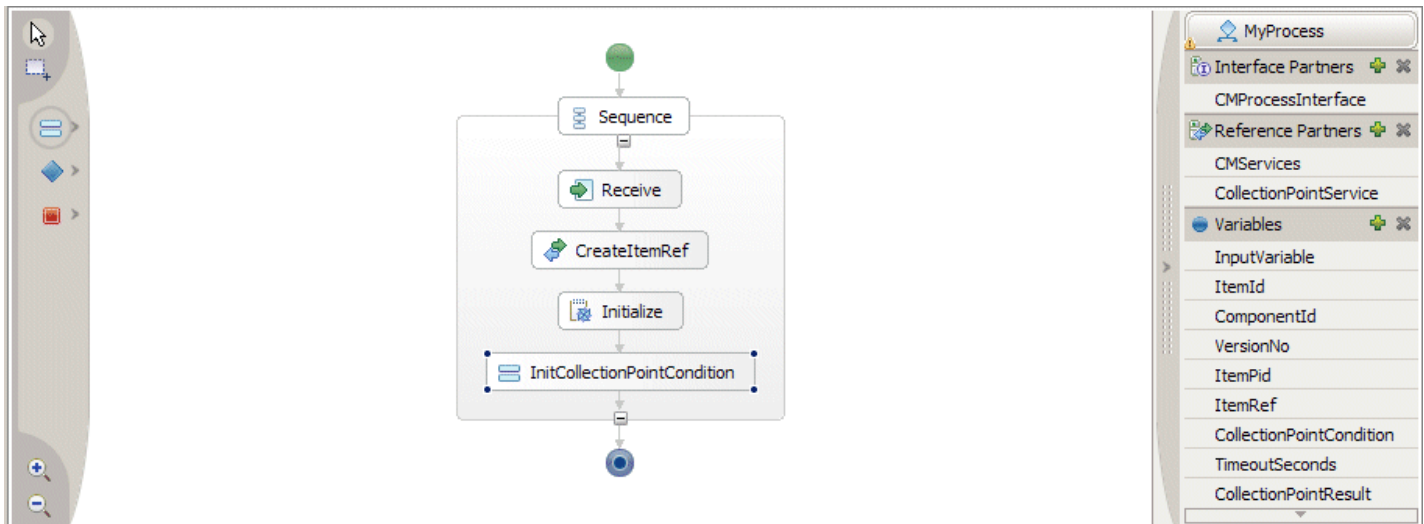 MyProcess
Interface Partners
CMProcessInterface
Reference Partners
CMServices
CollectionPointService
Variables
InputVariable
ItemId
ComponentId
VersionNo
ItemPid
ItemRef
CollectionPointCondition
TimeoutSeconds
CollectionPointResult
Sequence
Receive
CreateItemRef
Initialize
InitCollectionPointCondition